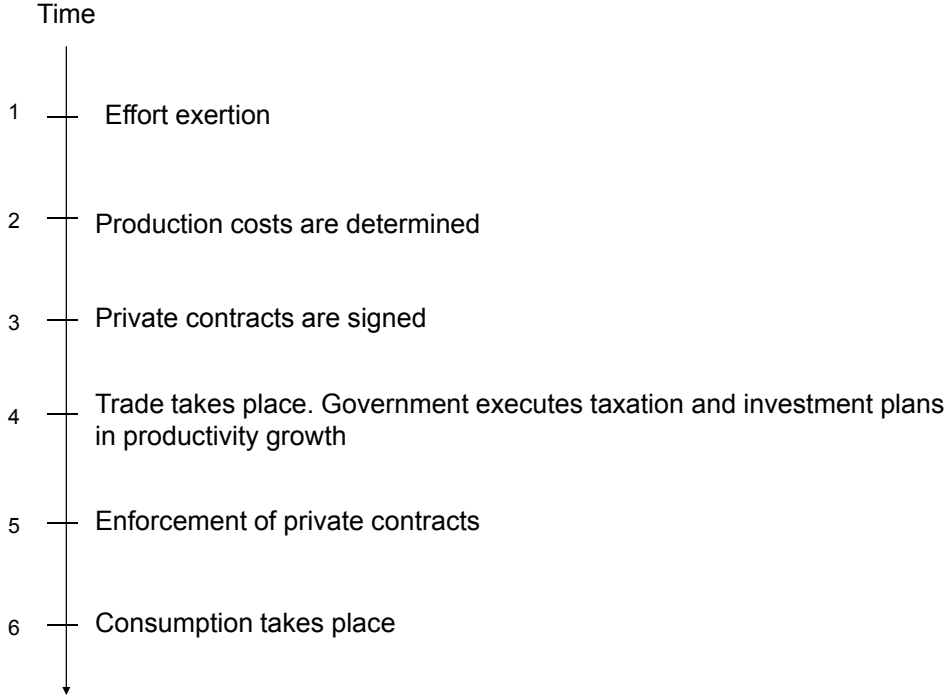 Time
1 Effort exertion
2 Production costs are determined
3 Private contracts are signed
4 Trade takes place. Government executes taxation and investment plans
in productivity growth
5 Enforcement of private contracts
6 Consumption takes place